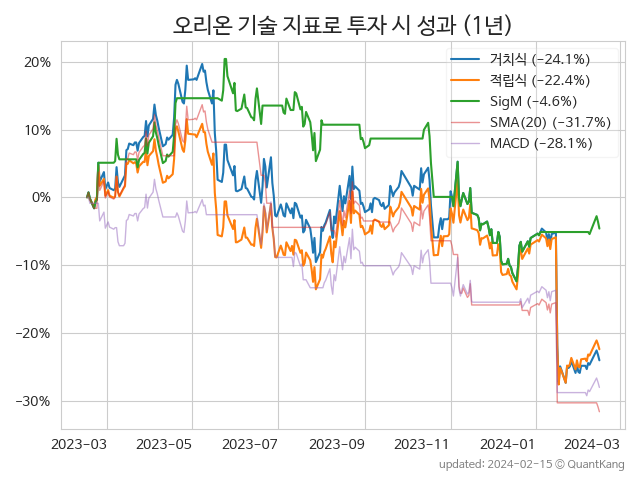 오리온 기술 지표로 투자 시 성과 (1년)
20%
10%
0%
−10%
−20%
−30%
거치식 (−24.1%)
적립식 (−22.4%)
SigM (−4.6%)
SMA(20) (−31.7%)
MACD (−28.1%)
2023-03
2023-05
2023-07
2023-09
2023-11
2024-01
2024-03
updated: 2024-02-15 © QuantKang